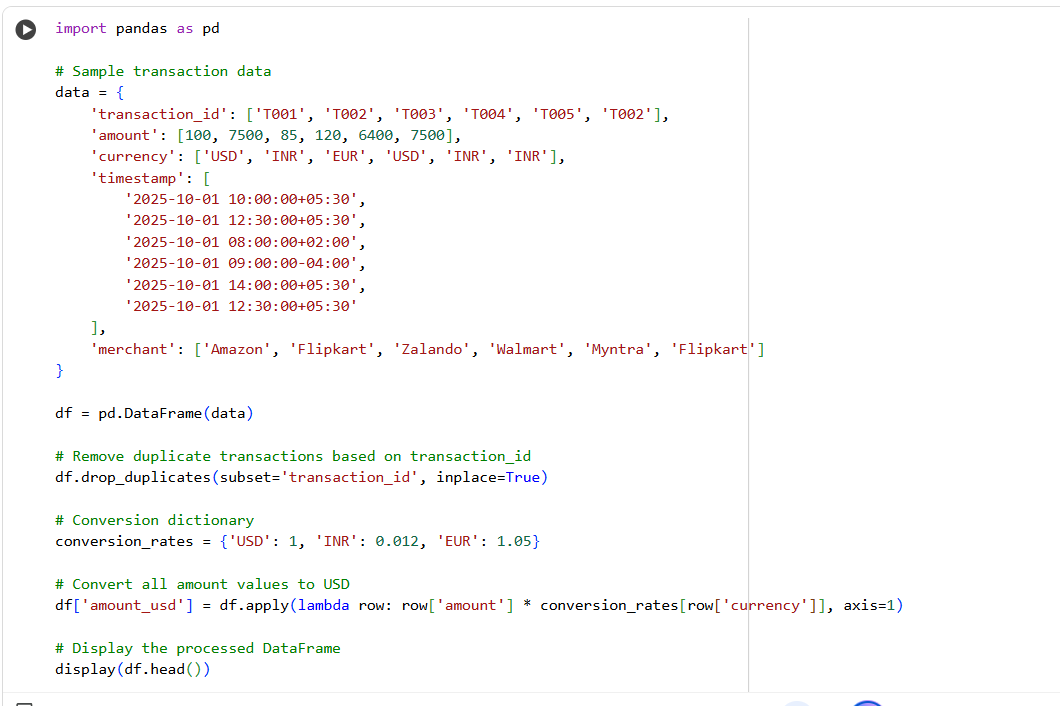 import pandas as pd
# Sample transaction data
data = {
    'transaction_id': ['T001', 'T002', 'T003', 'T004', 'T005', 'T002'],
    'amount': [100, 7500, 85, 120, 6400, 7500],
    'currency': ['USD', 'INR', 'EUR', 'USD', 'INR', 'INR'],
    'timestamp': [
        '2025-10-01 10:00:00+05:30',
        '2025-10-01 12:30:00+05:30',
        '2025-10-01 08:00:00+02:00',
        '2025-10-01 09:00:00-04:00',
        '2025-10-01 14:00:00+05:30',
        '2025-10-01 12:30:00+05:30'
    ],
    'merchant': ['Amazon', 'Flipkart', 'Zalando', 'Walmart', 'Myntra', 'Flipkart']
}
df = pd.DataFrame(data)
# Remove duplicate transactions based on transaction_id
df.drop_duplicates(subset='transaction_id', inplace=True)
# Conversion dictionary
conversion_rates = {'USD': 1, 'INR': 0.012, 'EUR': 1.05}
# Convert all amount values to USD
df['amount_usd'] = df.apply(lambda row: row['amount'] * conversion_rates[row['currency']], axis=1)
# Display the processed DataFrame
display(df.head())